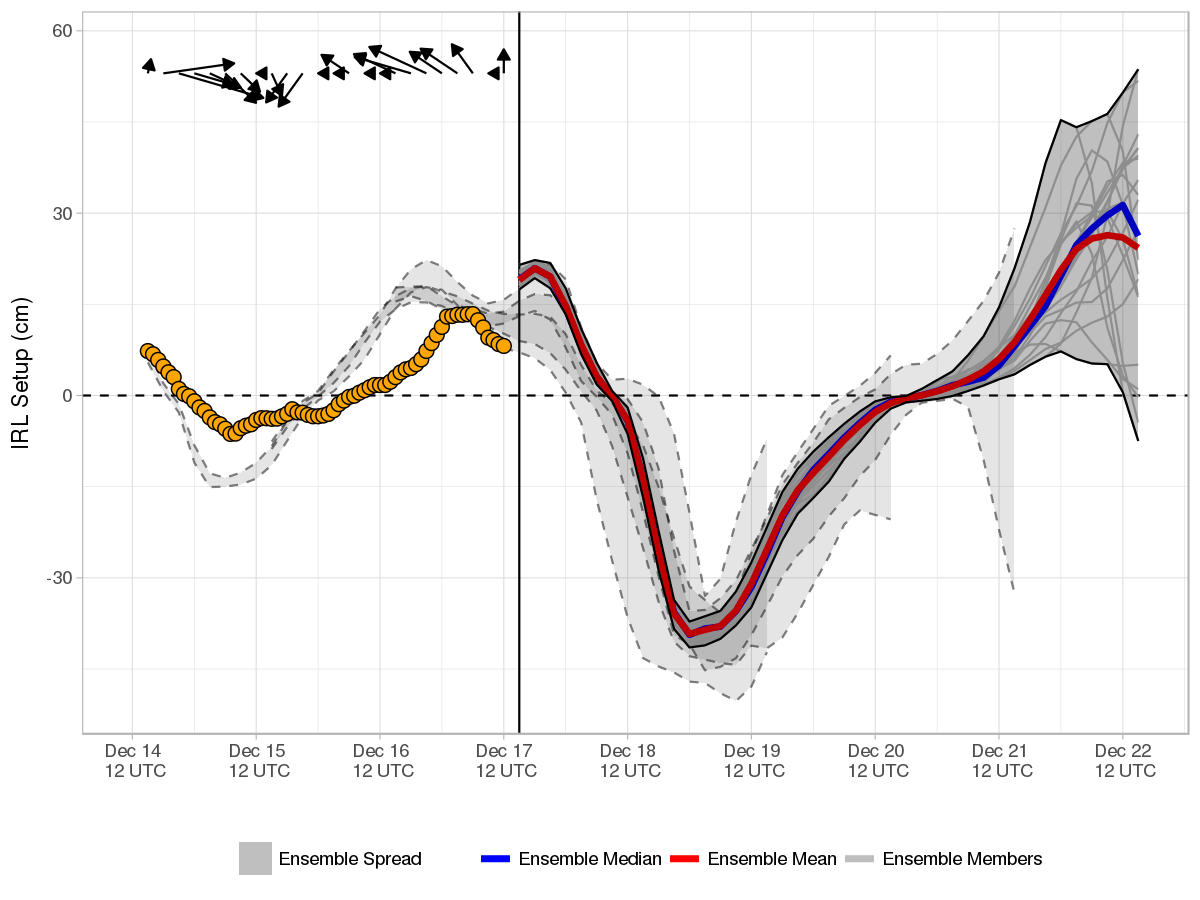 IRL Setup (cm)
60
30
0
-30
Dec 14 Dec 15 Dec 16 Dec 17 Dec 18 Dec 19 Dec 20 Dec 21 Dec 22
12 UTC 12 UTC 12 UTC 12 UTC 12 UTC 12 UTC 12 UTC 12 UTC 12 UTC
Ensemble Spread Ensemble Median Ensemble Mean Ensemble Members